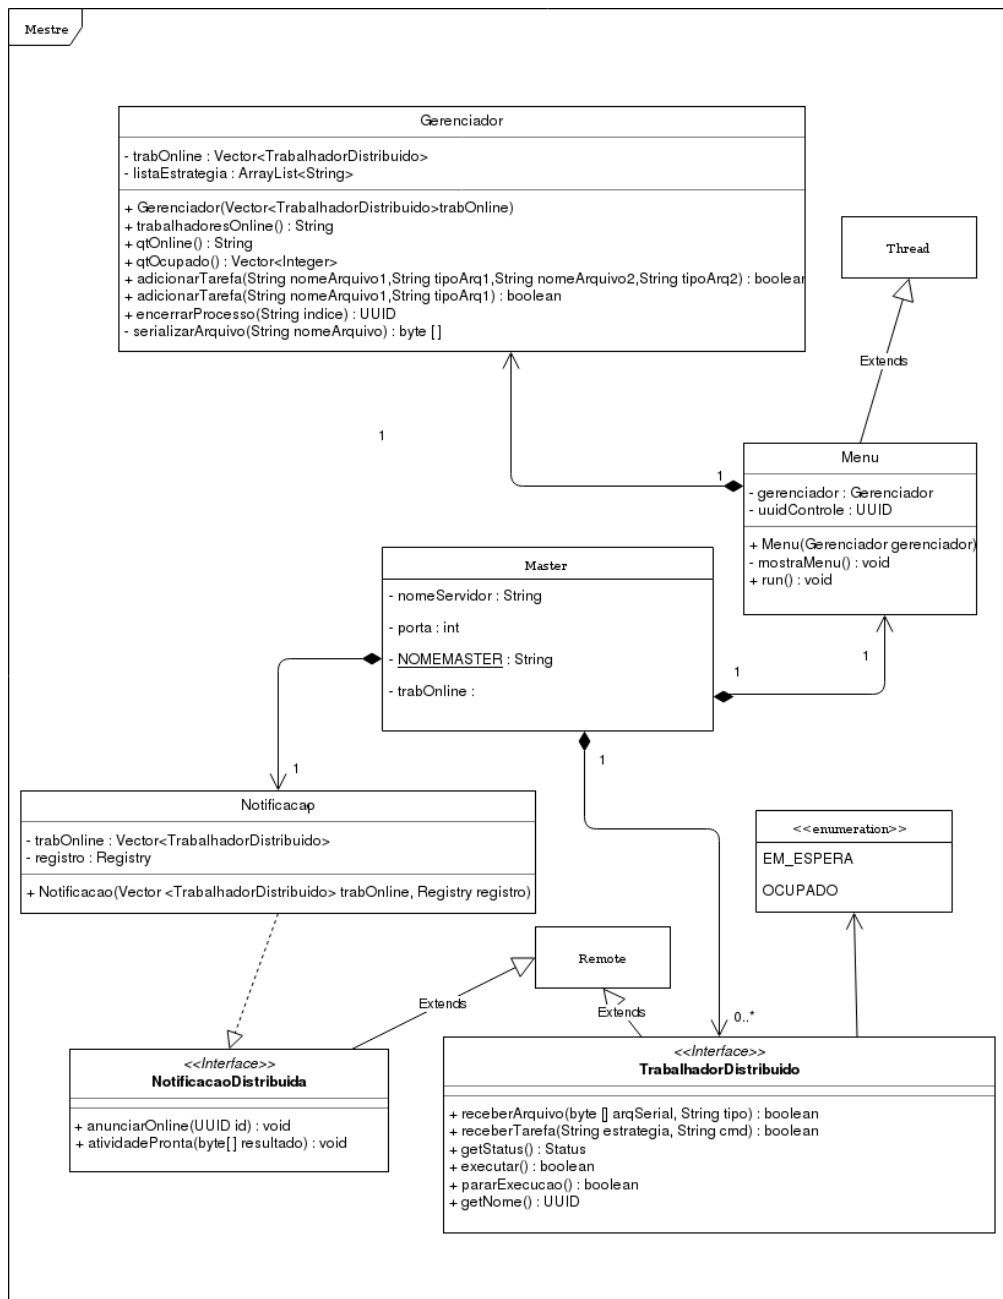 Mestre
Gerenciador
- trabOnline : Vector<TrabalhadorDistribuido>
- listaEstrategia : ArrayList<String>
+ Gerenciador(Vector<TrabalhadorDistribuido>trabOnline)
+ trabalhadoresOnline() : String
+ qtOnline() : String
+ qtOcupado() : Vector<Integer>
+ adicionarTarefa(String nomeArquivo1,String tipoArq1,String nomeArquivo2,String tipoArq2) : boolean
+ adicionarTarefa(String nomeArquivo1,String tipoArq1) : boolean
+ encerrarProcesso(String indice) : UUID
- serializarArquivo(String nomeArquivo) : byte []
Thread
Extends
1
1
Menu
- gerenciador : Gerenciador
- uuidControle : UUID
+ Menu(Gerenciador gerenciador)
- mostraMenu() : void
+ run() : void
Master
- nomeServidor : String
- porta : int
- NOMEMASTER : String
- trabOnline :
1
1
1
1
Notificacao
- trabOnline : Vector<TrabalhadorDistribuido>
- registro : Registry
+ Notificacao(Vector <TrabalhadorDistribuido> trabOnline, Registry registro)
<<enumeration>>
EM_ESPERA
OCUPADO
Remote
Extends
Extends
0..*
<<Interface>>
NotificacaoDistribuida
+ anunciarOnline(UUID id) : void
+ atividadePronta(byte[] resultado) : void
<<Interface>>
TrabalhadorDistribuido
+ receberArquivo(byte [] arqSerial, String tipo) : boolean
+ receberTarefa(String estrategia, String cmd) : boolean
+ getStatus() : Status
+ executar() : boolean
+ pararExecucao() : boolean
+ getNome() : UUID